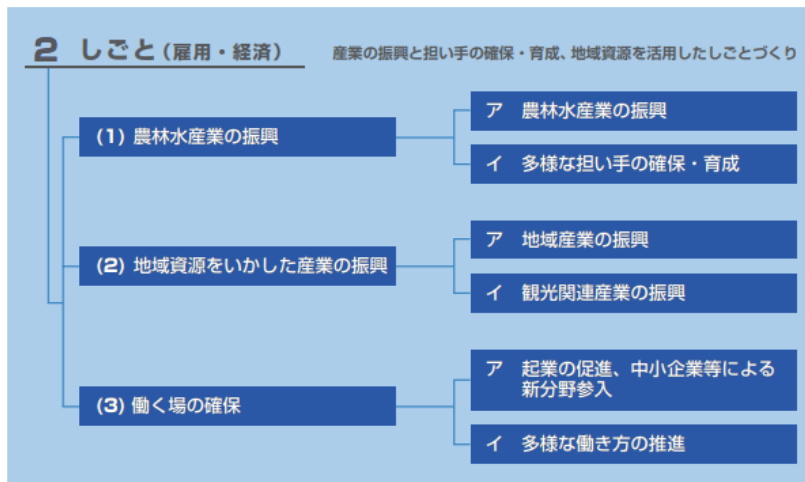 2 しごと(雇用・経済) 産業の振興と担い手の確保・育成、地域資源を活用したしごとづくり
(1) 農林水産業の振興
ア 農林水産業の振興
イ 多様な担い手の確保・育成
(2) 地域資源をいかした産業の振興
ア 地域産業の振興
イ 観光関連産業の振興
(3) 働く場の確保
ア 起業の促進、中小企業等による
新分野参入
イ 多様な働き方の推進